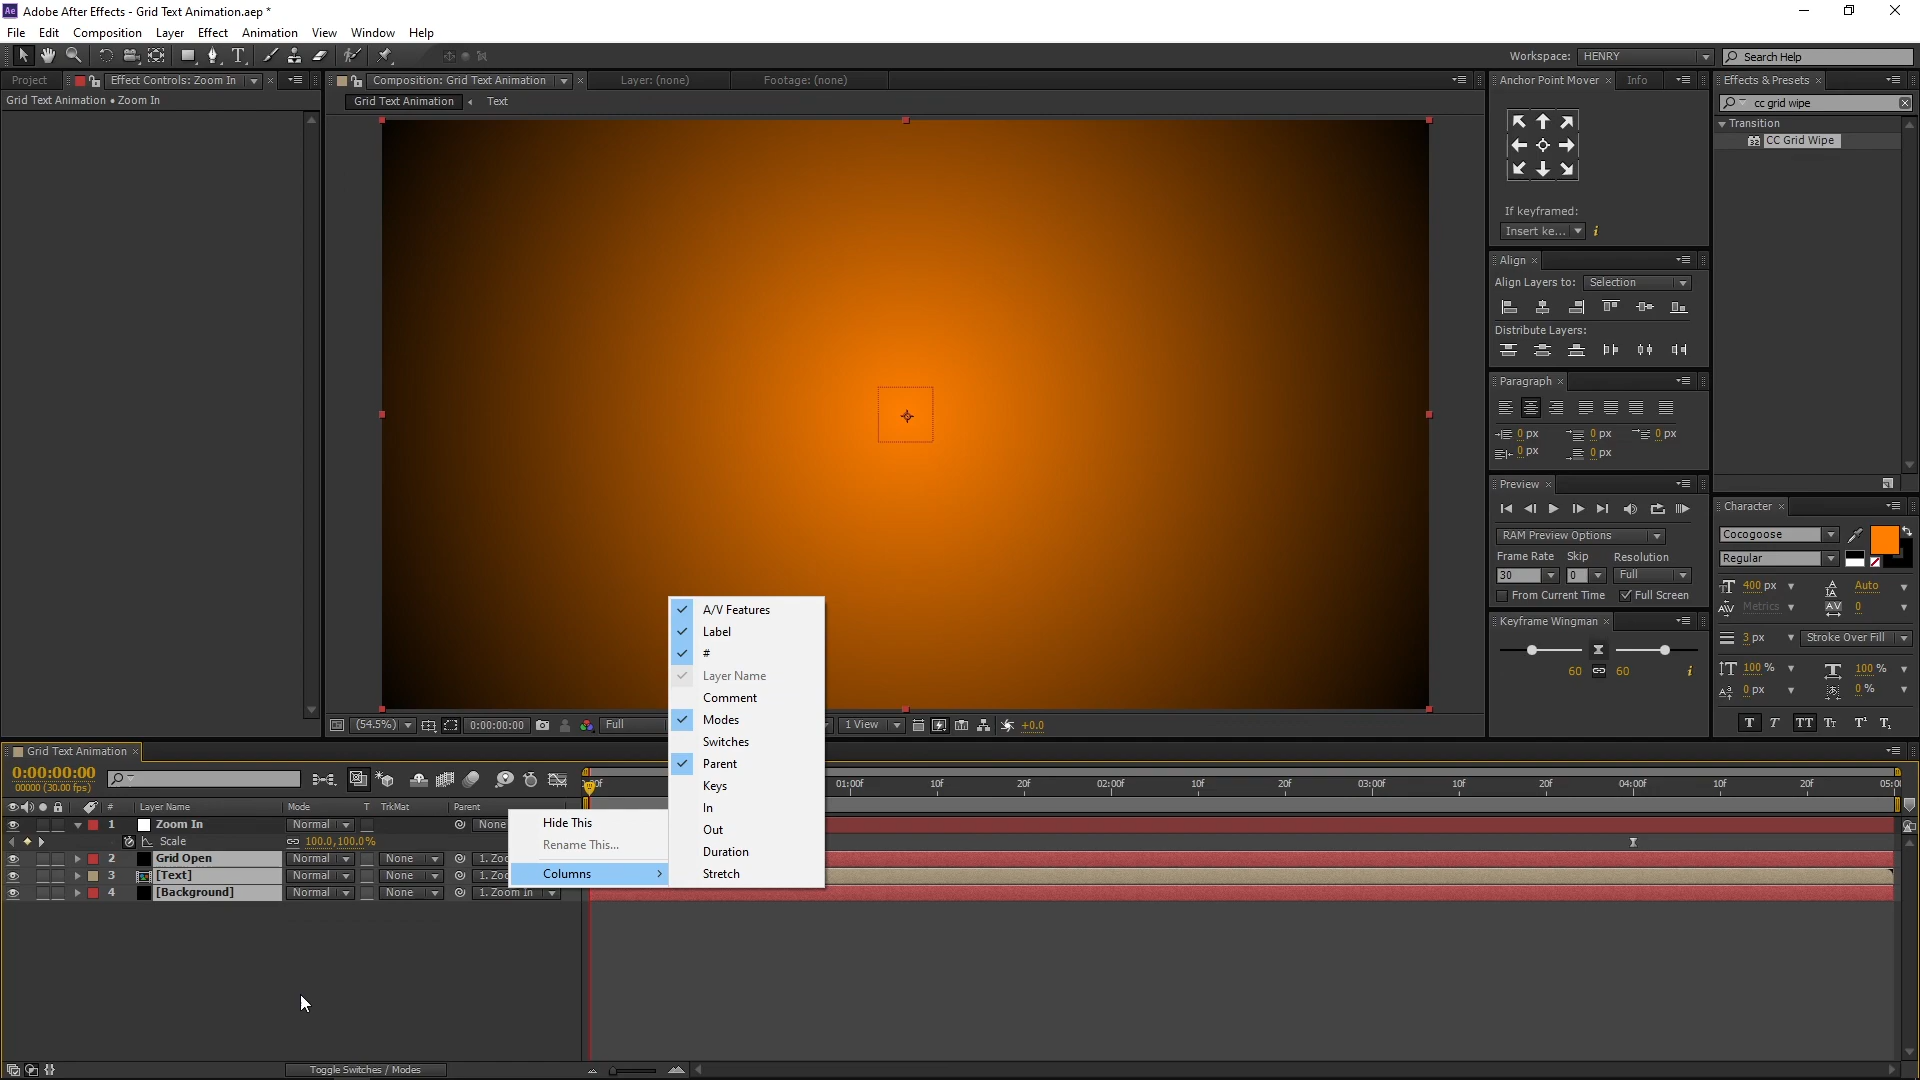 Adobe After Effects - Grid Text Animation.aep *
File Edit Composition Layer Effect Animation View Window Help
Workspace: HENRY Search Help
Project Effect Controls: Zoom In Composition: Grid Text Animation Layer: (none) Footage: (none) Anchor Point Mover Info Effects & Presets
Grid Text Animation • Zoom In Grid Text Animation Text cc grid wipe
Transition
CC Grid Wipe
If keyframed:
Insert ke...
Align
Align Layers to: Selection
Distribute Layers:
Paragraph
0 px 0 px 0 px
0 px 0 px
Preview
Character
RAM Preview Options
Frame Rate Skip Resolution
30 0 Full
From Current Time Full Screen
Cocogoose
Regular
400 px Auto
Metrics 0
3 px Stroke Over Fill
100 % 100 %
0 px 0 %
T T TT Tt T¹ T₁
Keyframe Wingman
60 60
A/V Features
Label
#
Layer Name
Comment
Modes
Switches
Parent
Keys
In
Out
Duration
Stretch
(54.5%) 0:00:00:00 Full 1 View +0.0
Grid Text Animation
0:00:00:00
00000 (30.00 fps)
01:00f 10f 20f 02:00f 10f 20f 03:00f 10f 20f 04:00f 10f 20f
# Layer Name Mode T TrkMat Parent
1 Zoom In Normal None
Scale 100.0,100.0%
2 Grid Open Normal None
3 [Text] Normal None
4 [Background] Normal None 1. Zoom In
Hide This
Rename This...
Columns
Toggle Switches / Modes